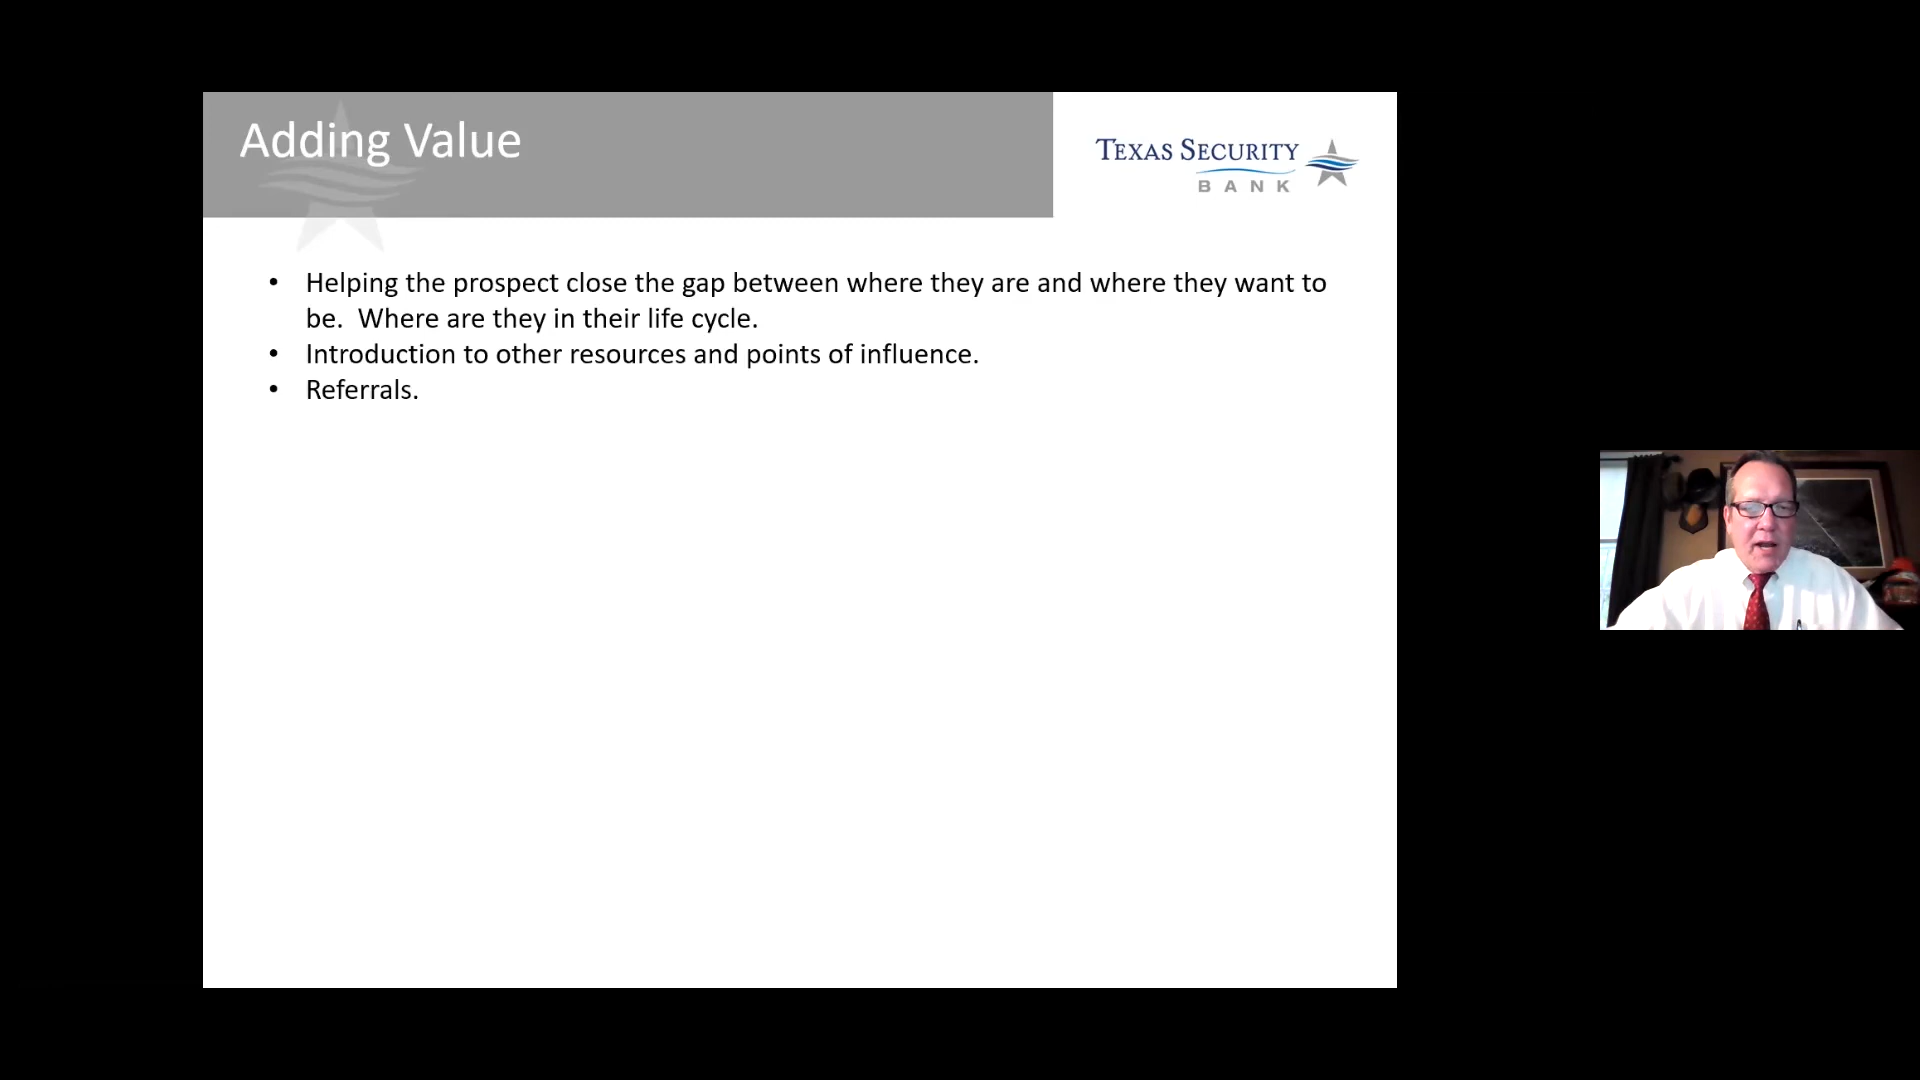 Adding Value
TEXAS SECURITY
BANK
• Helping the prospect close the gap between where they are and where they want to
be.  Where are they in their life cycle.
• Introduction to other resources and points of influence.
• Referrals.